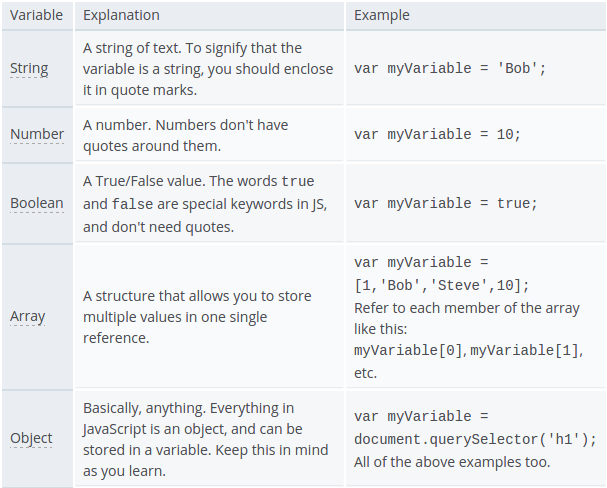 Variable Explanation Example
String
A string of text. To signify that the
variable is a string, you should enclose
it in quote marks.
var myVariable = 'Bob';
Number
A number. Numbers don't have
quotes around them.
var myVariable = 10;
Boolean
A True/False value. The words true
and false are special keywords in JS,
and don't need quotes.
var myVariable = true;
Array
A structure that allows you to store
multiple values in one single
reference.
var myVariable =
[1,'Bob','Steve',10];
Refer to each member of the array
like this:
myVariable[0], myVariable[1],
etc.
Object
Basically, anything. Everything in
JavaScript is an object, and can be
stored in a variable. Keep this in mind
as you learn.
var myVariable =
document.querySelector('h1');
All of the above examples too.